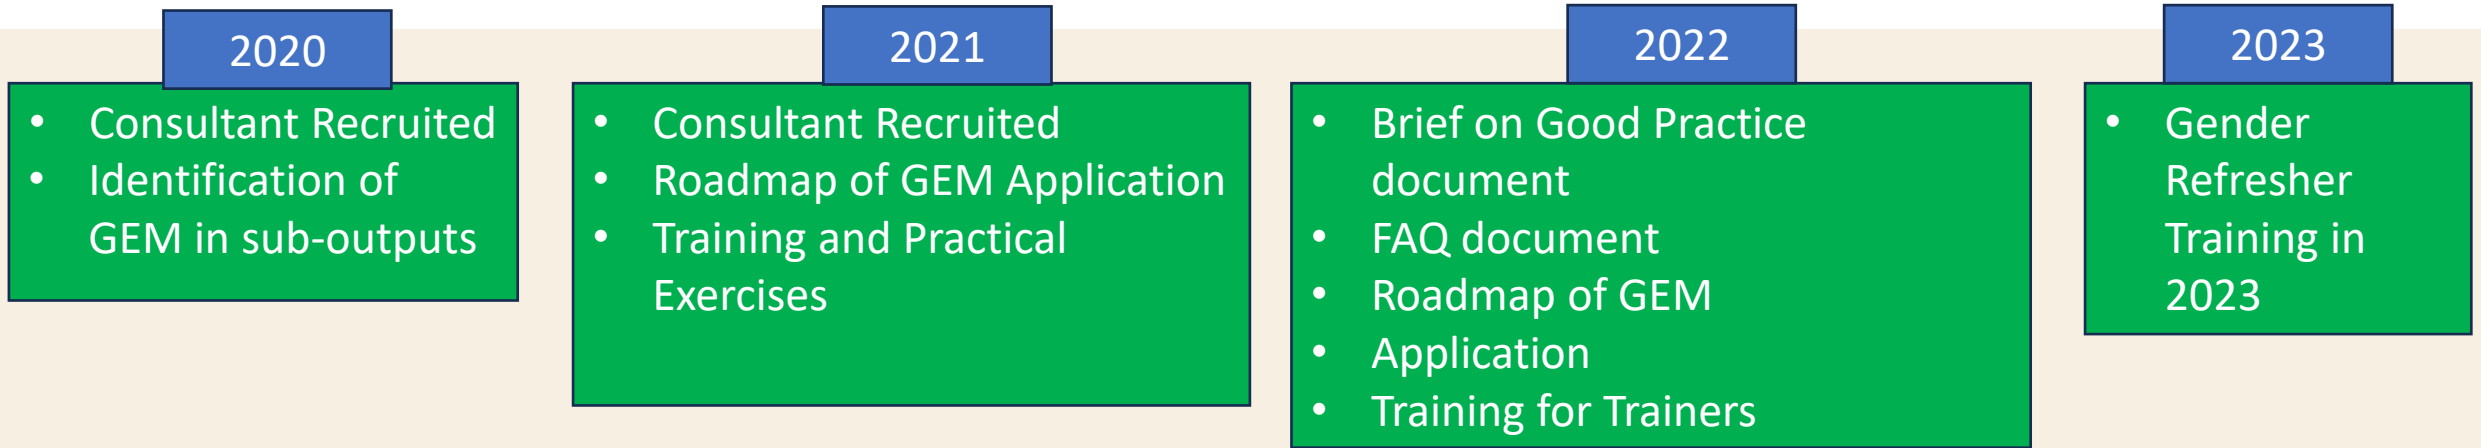 2020
• Consultant Recruited
• Identification of
GEM in sub-outputs
2021
• Consultant Recruited
• Roadmap of GEM Application
• Training and Practical
Exercises
2022
• Brief on Good Practice
document
• FAQ document
• Roadmap of GEM
• Application
• Training for Trainers
2023
• Gender
Refresher
Training in
2023